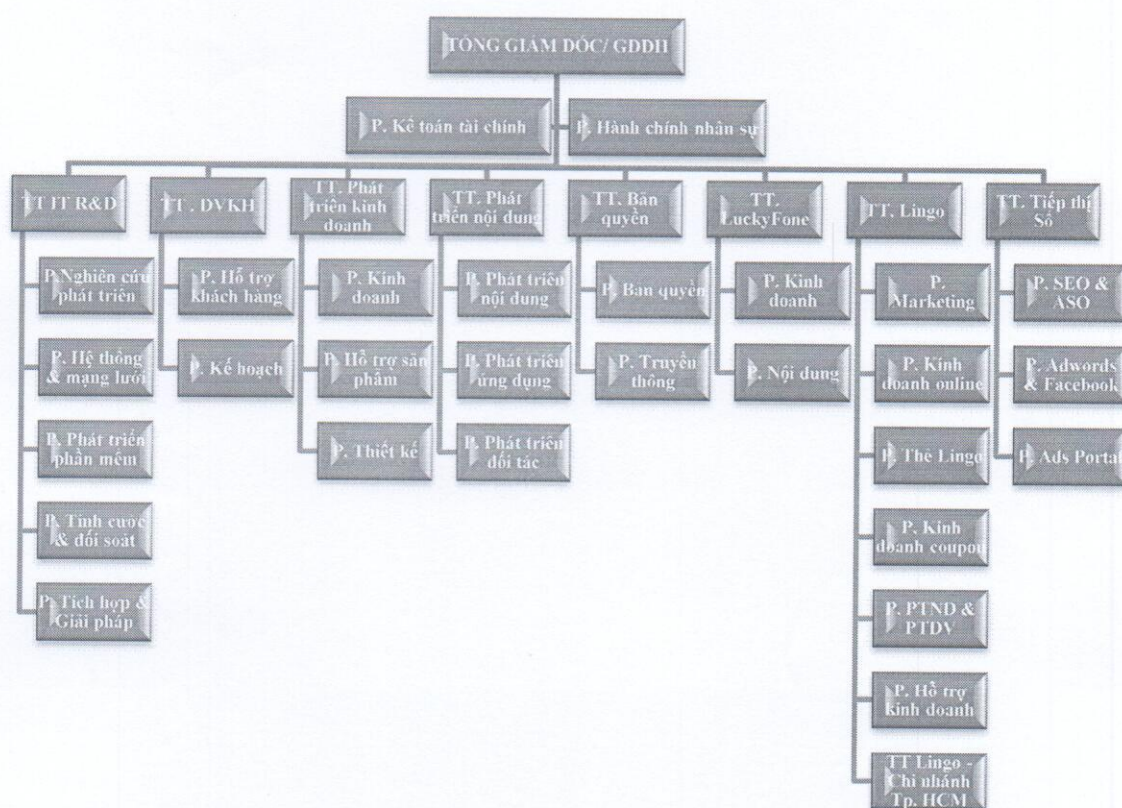 TỔNG GIÁM ĐỐC/ GĐĐH
P. Kế toán tài chính
P. Hành chính nhân sự
TT IT R&D
P. Nghiên cứu
phát triển
P. Hệ thống
& mạng lưới
P. Phát triển
phần mềm
P. Tính cước
& đối soát
P. Tích hợp &
Giải pháp
TT . DVKH
P. Hỗ trợ
khách hàng
P. Kế hoạch
TT. Phát
triển kinh
doanh
P. Kinh
doanh
P. Hỗ trợ sản
phẩm
P. Thiết kế
TT. Phát
triển nội dung
P. Phát triển
nội dung
P. Phát triển
ứng dụng
P. Phát triển
đối tác
TT. Bản
quyền
P. Bản quyền
P. Truyền
thông
TT.
LuckyFone
P. Kinh
doanh
P. Nội dung
TT. Lingo
P.
Marketing
P. Kinh
doanh online
P. Thẻ Lingo
P. Kinh
doanh coupon
P. PTND &
PTDV
P. Hỗ trợ
kinh doanh
TT Lingo -
Chi nhánh
Tp. HCM
TT. Tiếp thị
Số
P. SEO &
ASO
P. Adwords
& Facebook
P. Ads Portal